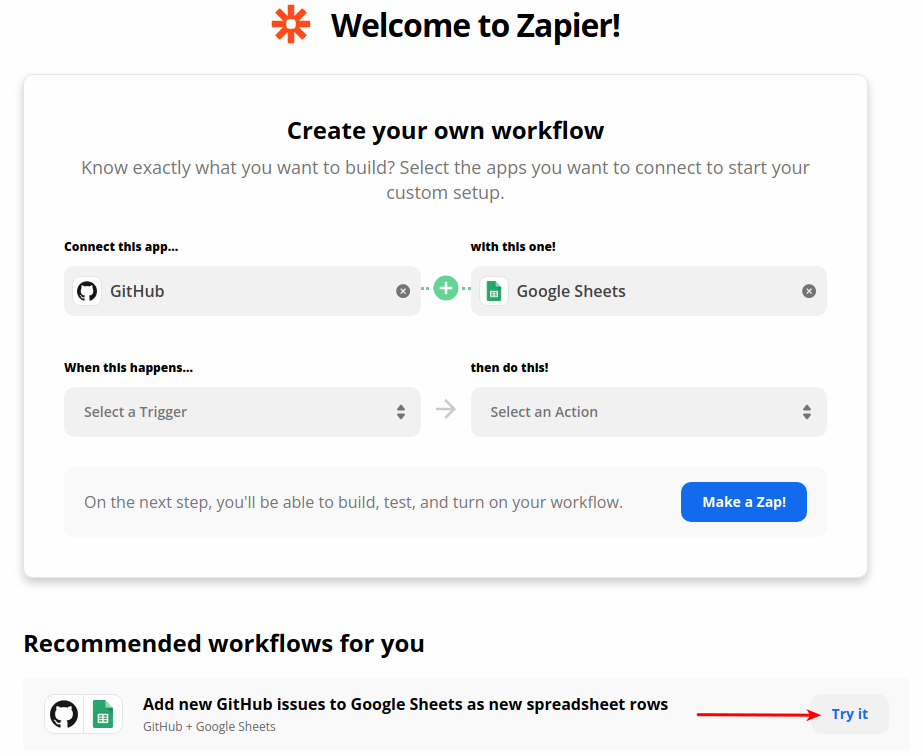 Welcome to Zapier!
Create your own workflow
Know exactly what you want to build? Select the apps you want to connect to start your
custom setup.
Connect this app...
with this one!
GitHub
Google Sheets
When this happens...
then do this!
Select a Trigger
Select an Action
On the next step, you'll be able to build, test, and turn on your workflow.
Make a Zap!
Recommended workflows for you
Add new GitHub issues to Google Sheets as new spreadsheet rows
GitHub + Google Sheets
Try it